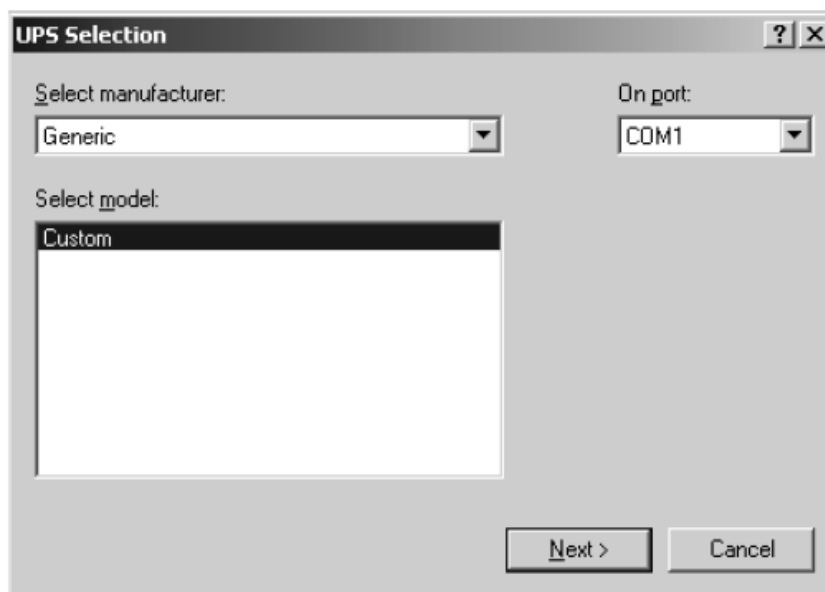 UPS Selection
Select manufacturer:
On port:
Generic
COM1
Select model:
Custom
Next >
Cancel